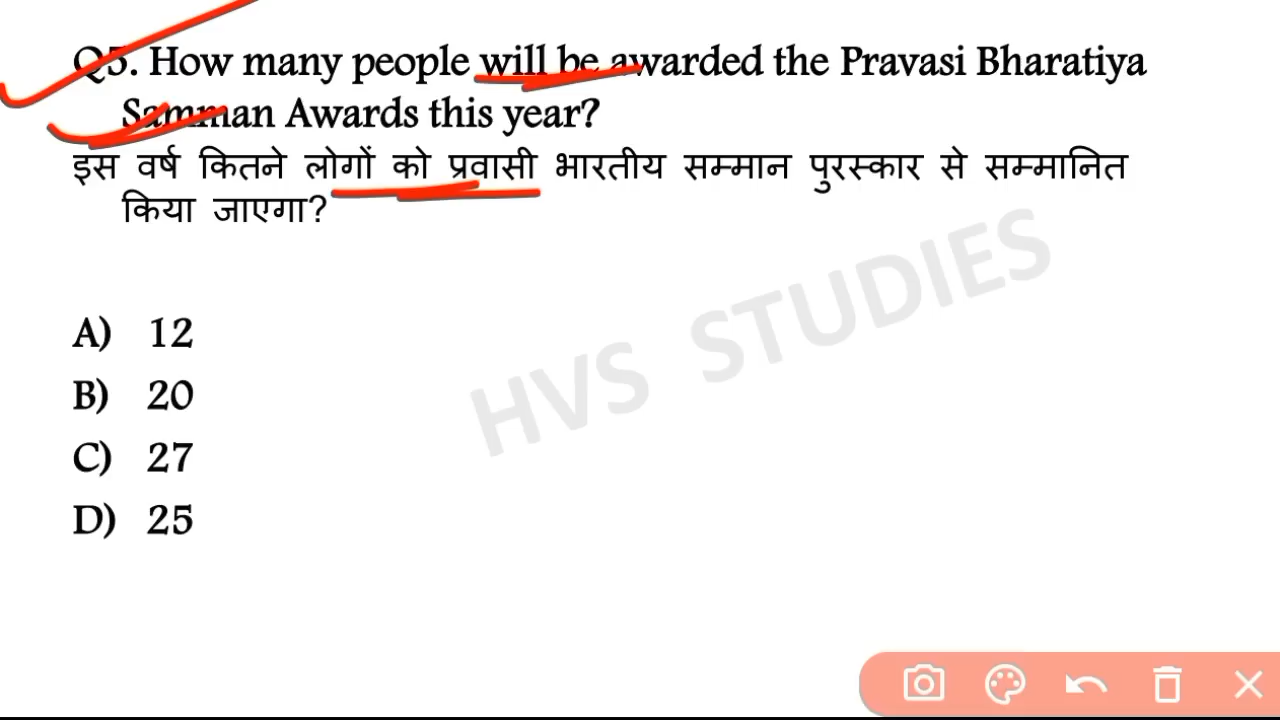 Q5. How many people will be awarded the Pravasi Bharatiya
Samman Awards this year?
इस वर्ष कितने लोगों को प्रवासी भारतीय सम्मान पुरस्कार से सम्मानित
किया जाएगा?
HVS STUDIES
A) 12
B) 20
C) 27
D) 25